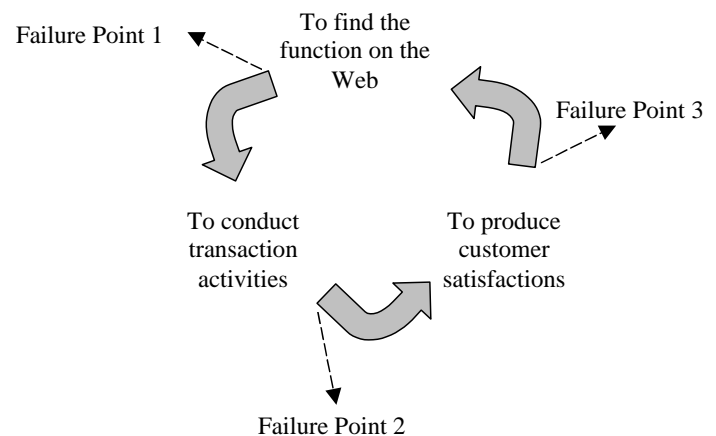 To find the
function on the
Web
Failure Point 1
Failure Point 3
To conduct
transaction
activities
To produce
customer
satisfactions
Failure Point 2